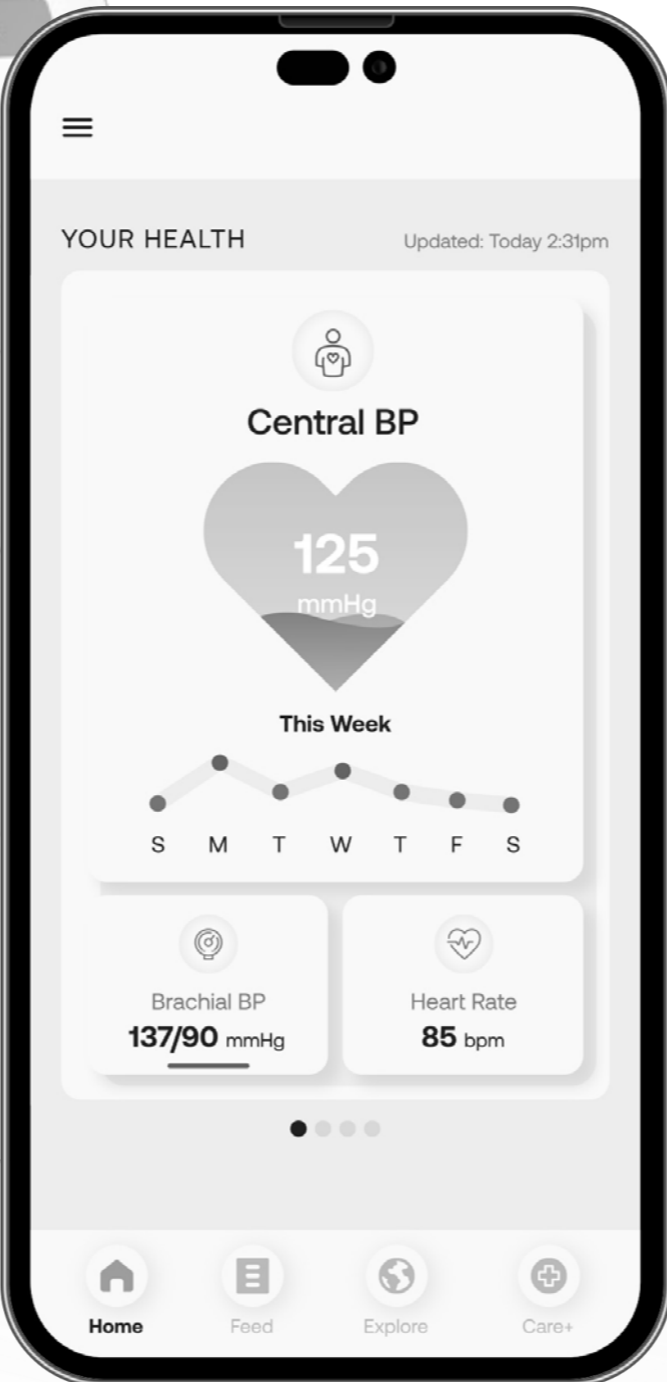 YOUR HEALTH
Updated: Today 2:31pm
Central BP
125
mmHg
This Week
S M T W T F S
Brachial BP
137/90 mmHg
Heart Rate
85 bpm
Home
Feed
Explore
Care+